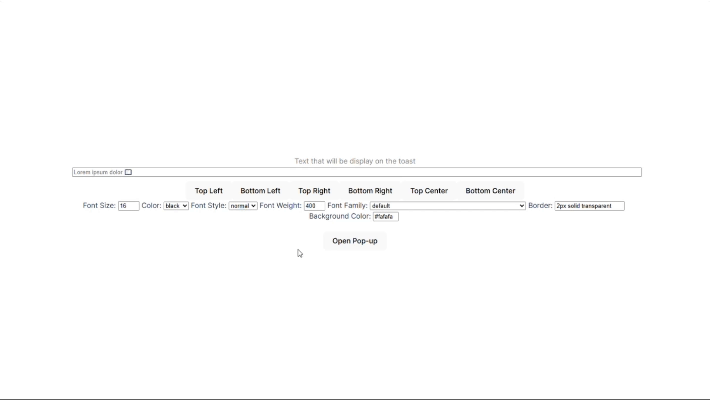 Text that will be display on the toast
Lorem ipsum dolor
Top Left Bottom Left Top Right Bottom Right Top Center Bottom Center
Font Size: 16 Color: black Font Style: normal Font Weight: 400 Font Family: default Border: 2px solid transparent
Background Color: #fafafa
Open Pop-up